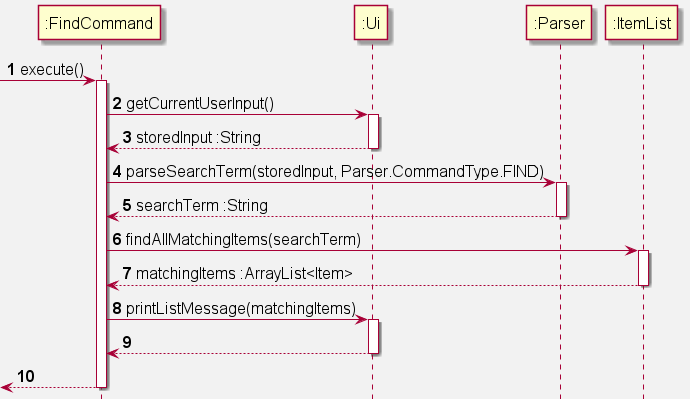 :FindCommand :Ui :Parser :ItemList
1 execute()
2 getCurrentUserInput()
3 storedInput :String
4 parseSearchTerm(storedInput, Parser.CommandType.FIND)
5 searchTerm :String
6 findAllMatchingItems(searchTerm)
7 matchingItems :ArrayList<Item>
8 printListMessage(matchingItems)
9
10